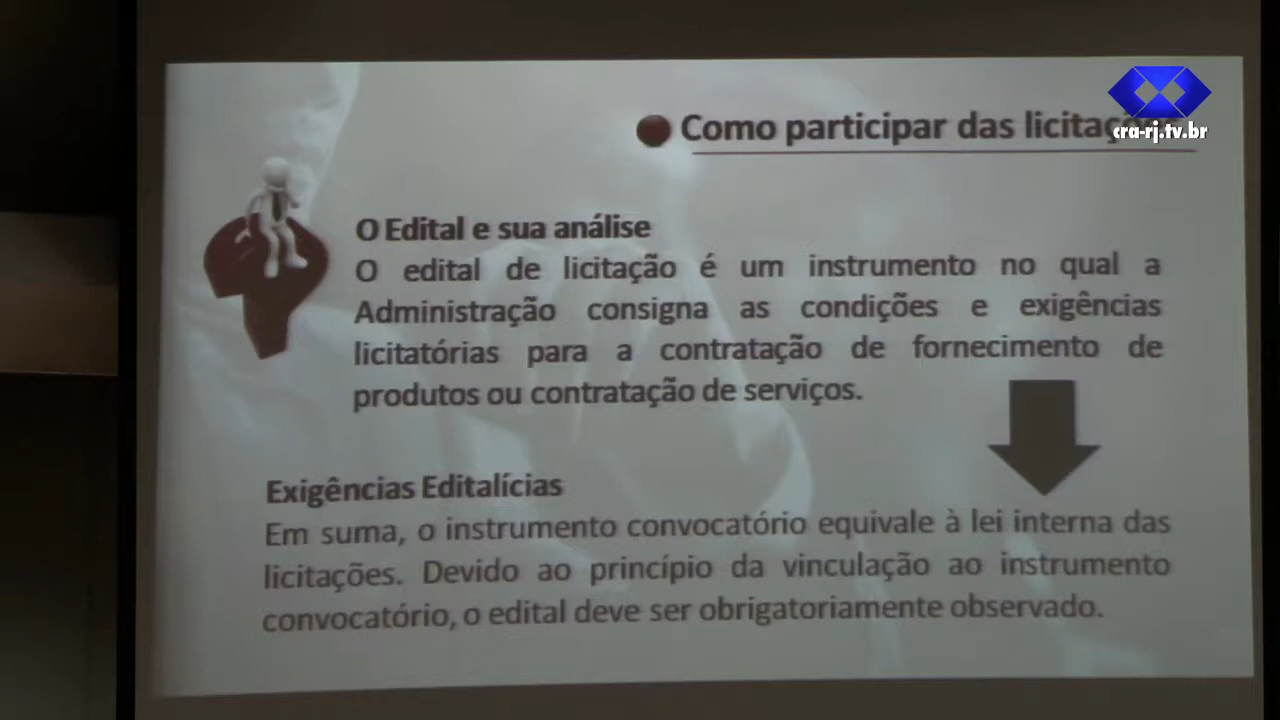 Como participar das licitações
cra-rj.tv.br
O Edital e sua análise
O edital de licitação é um instrumento no qual a
Administração consigna as condições e exigências
licitatórias para a contratação de fornecimento de
produtos ou contratação de serviços.
Exigências Editalícias
Em suma, o instrumento convocatório equivale à lei interna das
licitações. Devido ao princípio da vinculação ao instrumento
convocatório, o edital deve ser obrigatoriamente observado.